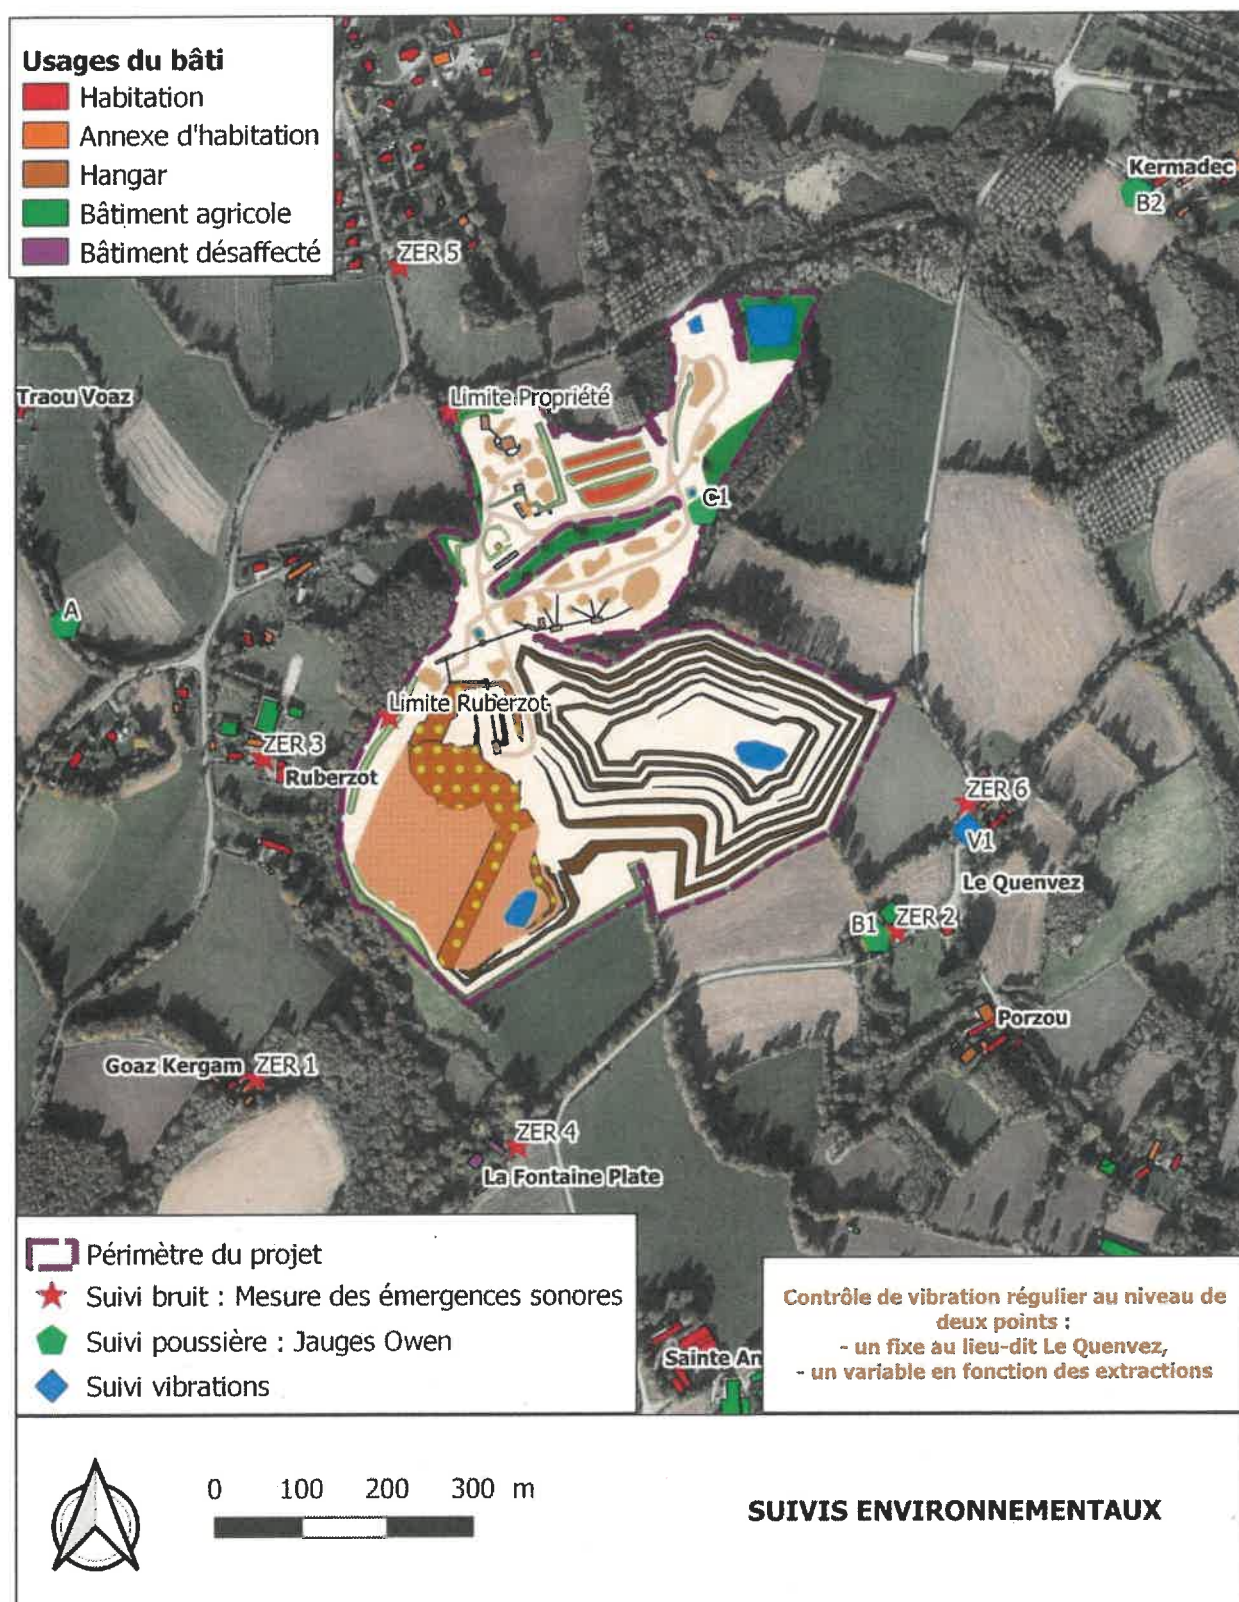 Usages du bâti
Habitation
Annexe d'habitation
Hangar
Bâtiment agricole
Bâtiment désaffecté
Kermadec
B2
ZER 5
Traou Voaz
Limite Propriété
C1
A
Limite Ruberzot
ZER 3
Ruberzot
ZER 6
V1
Le Quenvez
B1
ZER 2
Porzou
Goaz Kergam
ZER 1
ZER 4
La Fontaine Plate
Périmètre du projet
Suivi bruit : Mesure des émergences sonores
Suivi poussière : Jauges Owen
Suivi vibrations
Sainte An
Contrôle de vibration régulier au niveau de
deux points :
- un fixe au lieu-dit Le Quenvez,
- un variable en fonction des extractions
0 100 200 300 m
SUIVIS ENVIRONNEMENTAUX